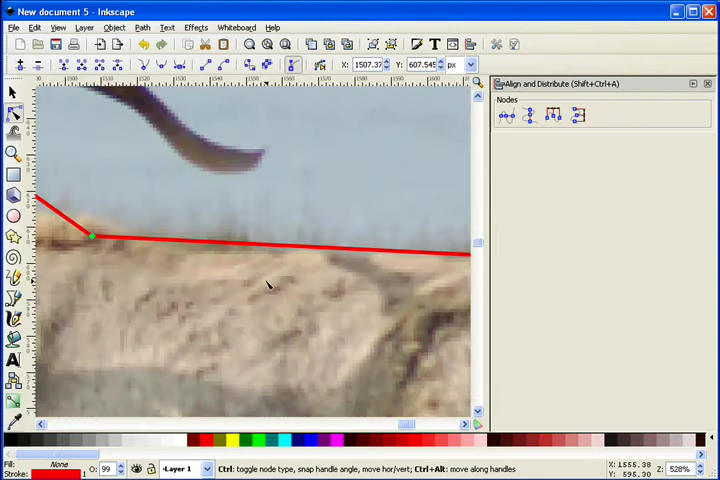 New document 5 - Inkscape
File Edit View Layer Object Path Text Effects Whiteboard Help
X: 1507.37 Y: 607.545 px
Align and Distribute (Shift+Ctrl+A)
Nodes
A
Fill: None
Stroke: 1
O: 99
Layer 1
Ctrl: toggle node type, snap handle angle, move hor/vert; Ctrl+Alt: move along handles
X: 1555.38
Y: 595.30
Z: 528%